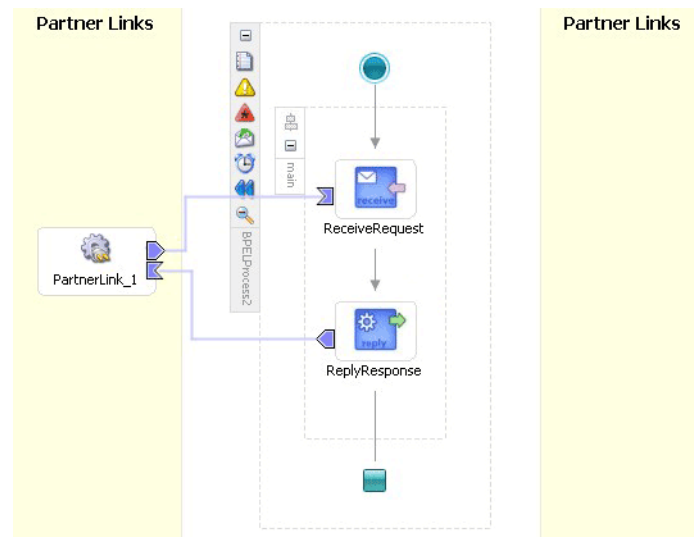 Partner Links
Partner Links
main
receive
ReceiveRequest
BPELProcess2
PartnerLink_1
reply
ReplyResponse